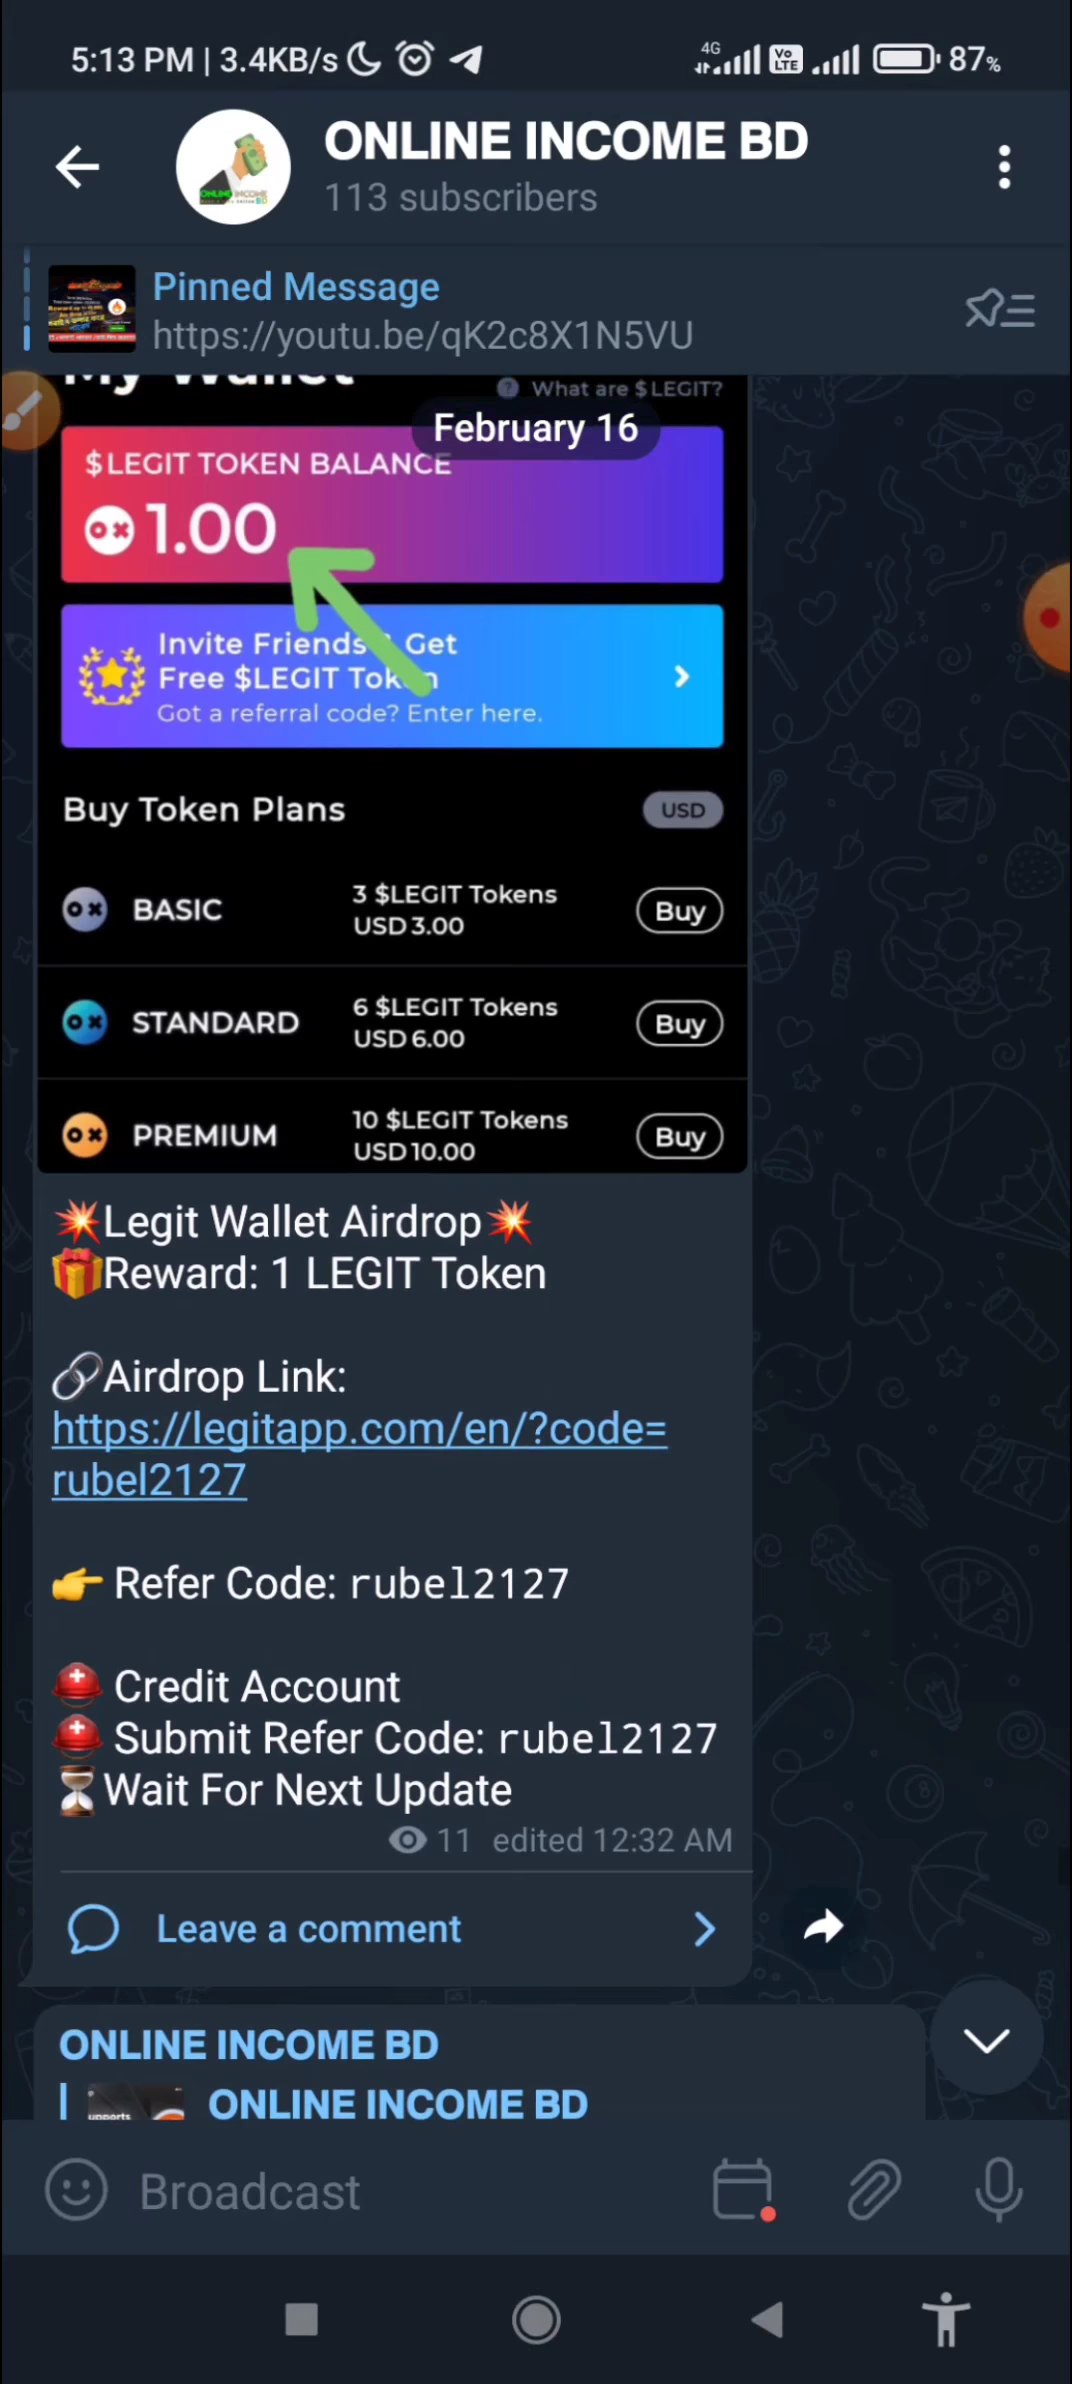 5:13 PM | 3.4KB/s 4G Vo LTE 87%
ONLINE INCOME BD
113 subscribers
Pinned Message
https://youtu.be/qK2c8X1N5VU
My Wallet
What are $LEGIT?
February 16
$LEGIT TOKEN BALANCE
1.00
Invite Friends Get
Free $LEGIT Token
Got a referral code? Enter here.
Buy Token Plans USD
BASIC 3 $LEGIT Tokens Buy
USD 3.00
STANDARD 6 $LEGIT Tokens Buy
USD 6.00
PREMIUM 10 $LEGIT Tokens Buy
USD 10.00
💥Legit Wallet Airdrop💥
🎁Reward: 1 LEGIT Token
🔗Airdrop Link:
https://legitapp.com/en/?code=
rubel2127
👉 Refer Code: rubel2127
⛑ Credit Account
⛑ Submit Refer Code: rubel2127
⏳Wait For Next Update
11 edited 12:32 AM
Leave a comment
ONLINE INCOME BD
ONLINE INCOME BD
Broadcast